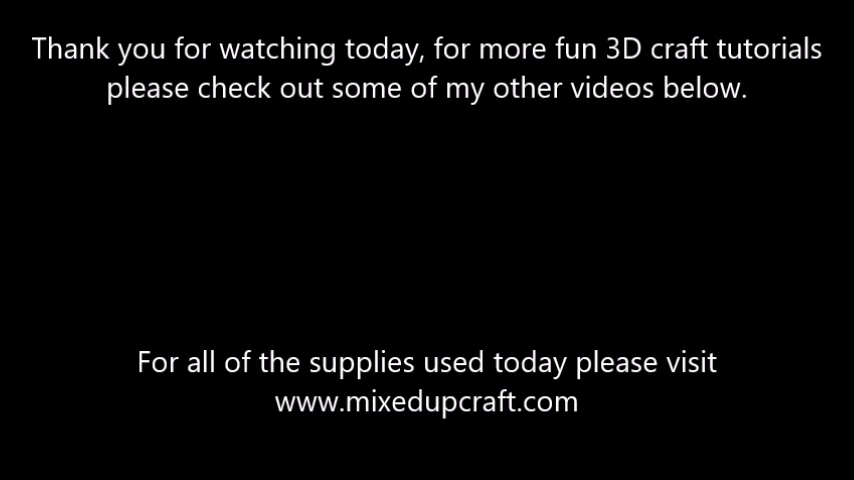 Thank you for watching today, for more fun 3D craft tutorials
please check out some of my other videos below.
For all of the supplies used today please visit
www.mixedupcraft.com